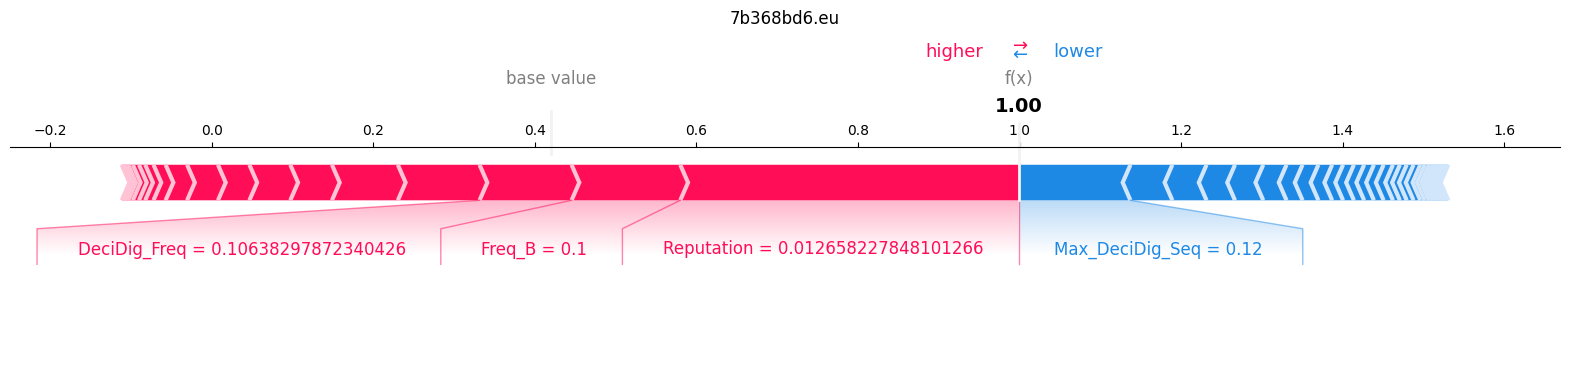 7b368bd6.eu
higher → ← lower
base value f(x)
1.00
−0.2 0.0 0.2 0.4 0.6 0.8 1.0 1.2 1.4 1.6
DeciDig_Freq = 0.10638297872340426 Freq_B = 0.1 Reputation = 0.012658227848101266 Max_DeciDig_Seq = 0.12